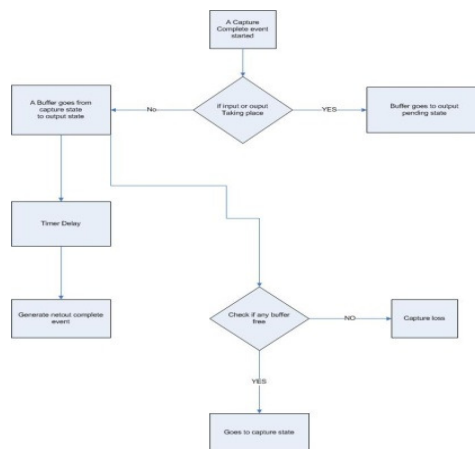 A Capture
Complete event
started
if input or ouput
Taking place
No
YES
A Buffer goes from
capture state
to output state
Buffer goes to output
pending state
Timer Delay
Generate netout complete
event
Check if any buffer
free
NO
Capture loss
YES
Goes to capture state